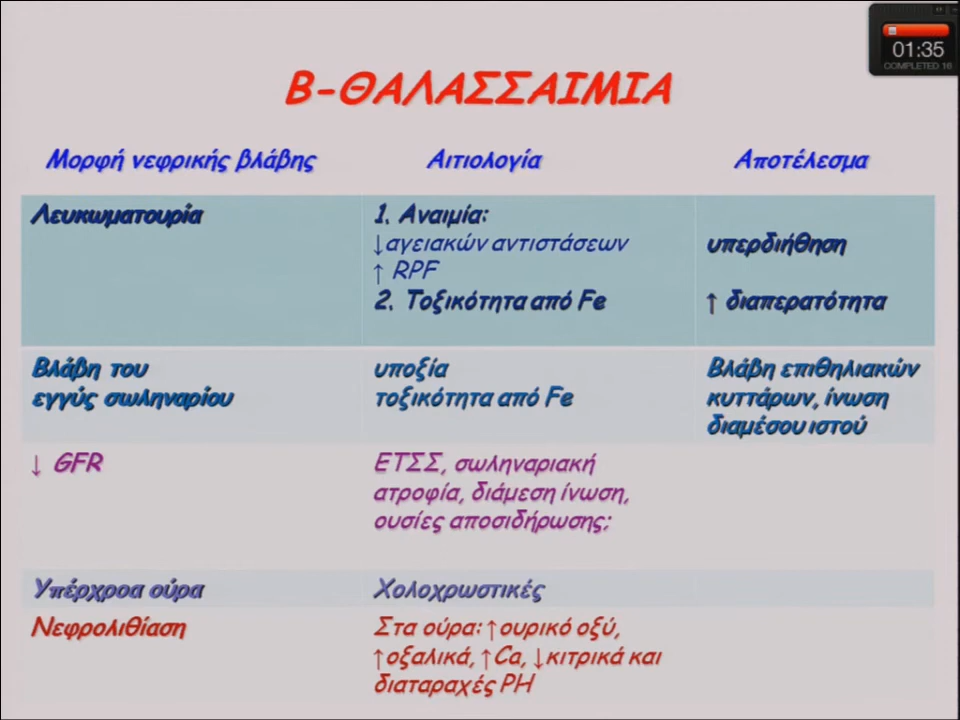 01:35
COMPLETED 16
Β-ΘΑΛΑΣΣΑΙΜΙΑ
Μορφή νεφρικής βλάβης Αιτιολογία Αποτέλεσμα
Λευκωματουρία 1. Αναιμία:
↓αγειακών αντιστάσεων υπερδιήθηση
↑ RPF
2. Τοξικότητα από Fe ↑ διαπερατότητα
Βλάβη του υποξία Βλάβη επιθηλιακών
εγγύς σωληναρίου τοξικότητα από Fe κυττάρων, ίνωση
διαμέσου ιστού
↓ GFR ΕΤΣΣ, σωληναριακή
ατροφία, διάμεση ίνωση,
ουσίες αποσιδήρωσης;
Υπέρχροα ούρα Χολοχρωστικές
Νεφρολιθίαση Στα ούρα: ↑ουρικό οξύ,
↑οξαλικά, ↑Ca, ↓κιτρικά και
διαταραχές PH